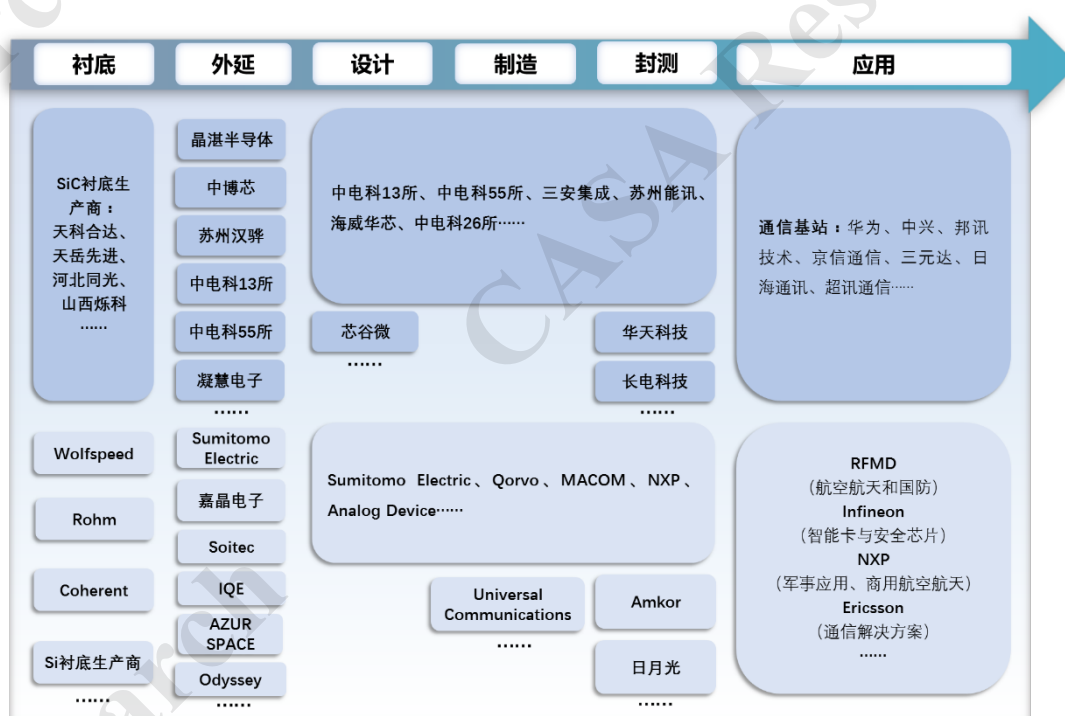 衬底
外延
设计
制造
封测
应用
SiC衬底生
产商：
天科合达、
天岳先进、
河北同光、
山西烁科
……
晶湛半导体
中博芯
苏州汉骅
中电科13所
中电科55所
凝慧电子
……
中电科13所、中电科55所、三安集成、苏州能讯、
海威华芯、中电科26所……
芯谷微
……
华天科技
长电科技
……
通信基站：华为、中兴、邦讯
技术、京信通信、三元达、日
海通讯、超讯通信……
Wolfspeed
Rohm
Coherent
Si衬底生产商
……
Sumitomo
Electric
嘉晶电子
Soitec
IQE
AZUR
SPACE
Odyssey
……
Sumitomo Electric、Qorvo、MACOM、NXP、
Analog Device……
Universal
Communications
……
Amkor
日月光
……
RFMD
（航空航天和国防）
Infineon
（智能卡与安全芯片）
NXP
（军事应用、商用航空航天）
Ericsson
（通信解决方案）
……
CASA Res
arch